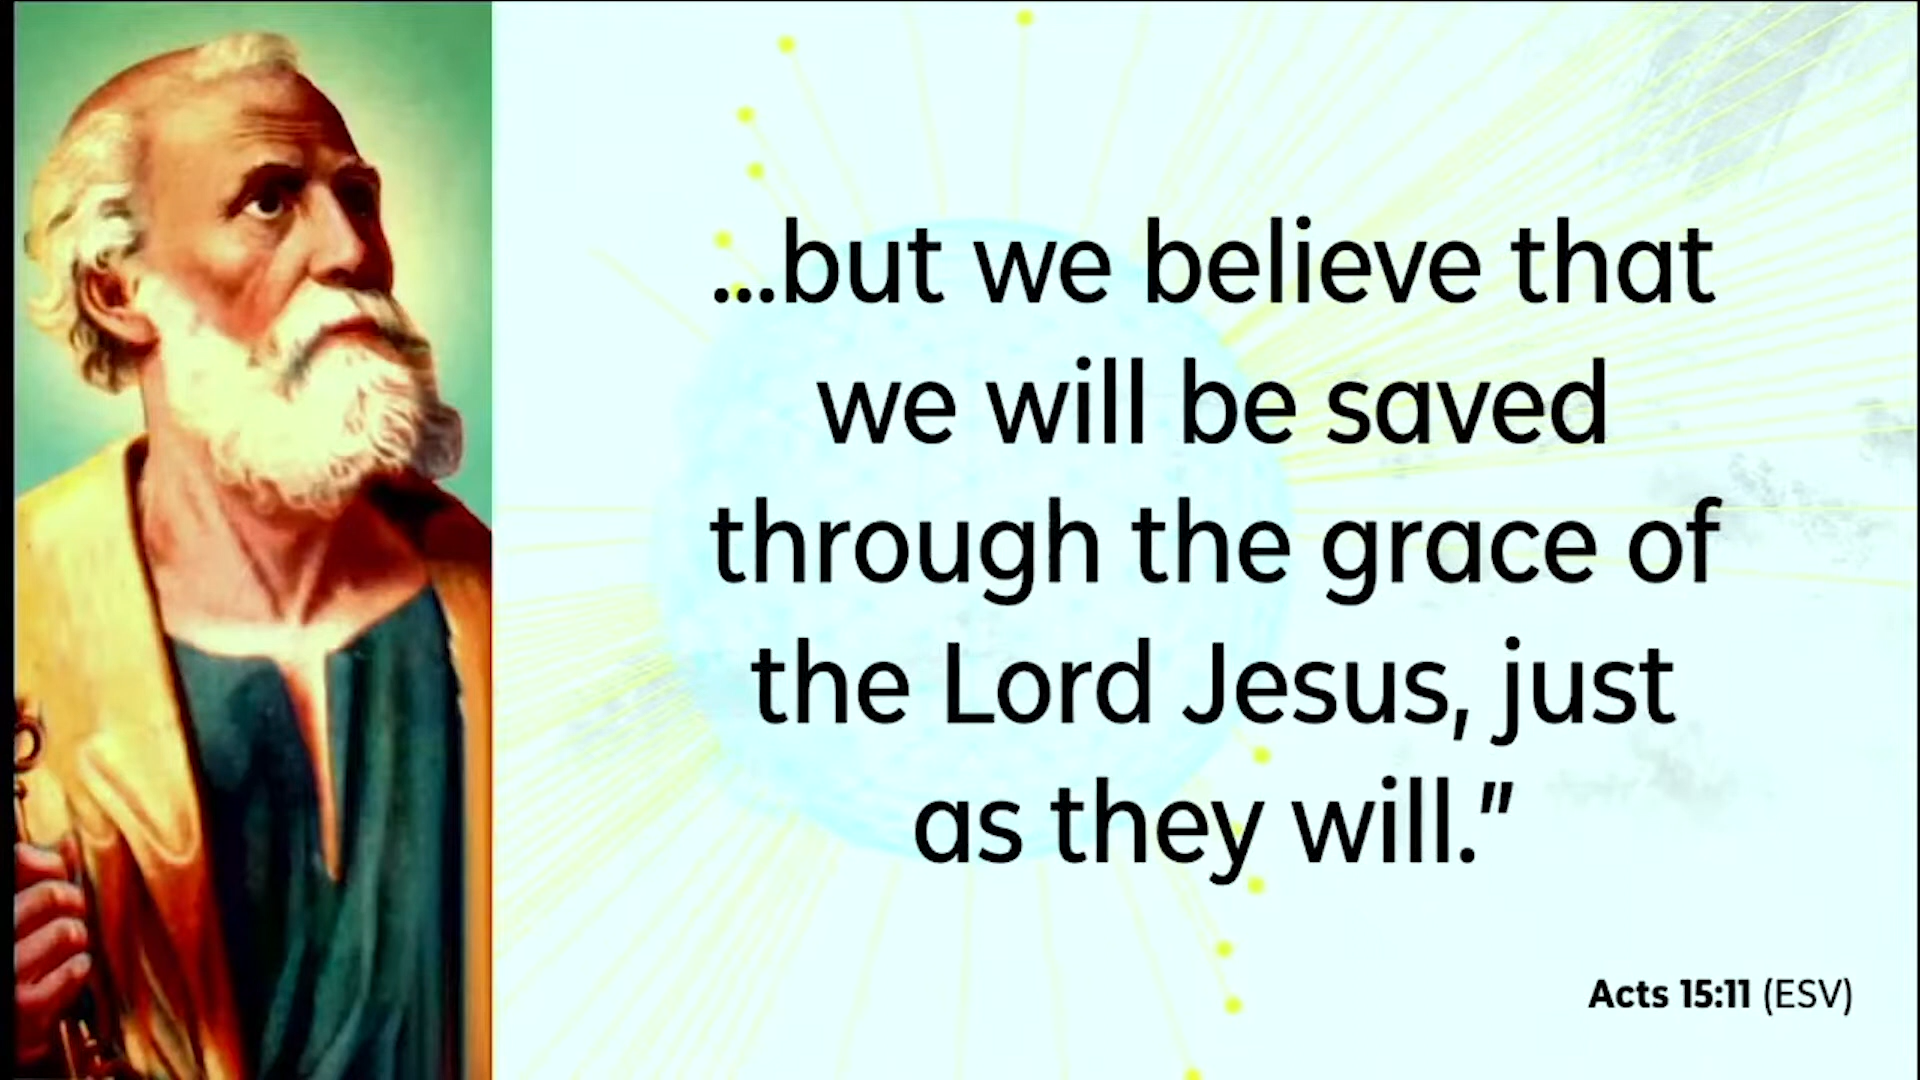 ...but we believe that
we will be saved
through the grace of
the Lord Jesus, just
as they will."
Acts 15:11 (ESV)